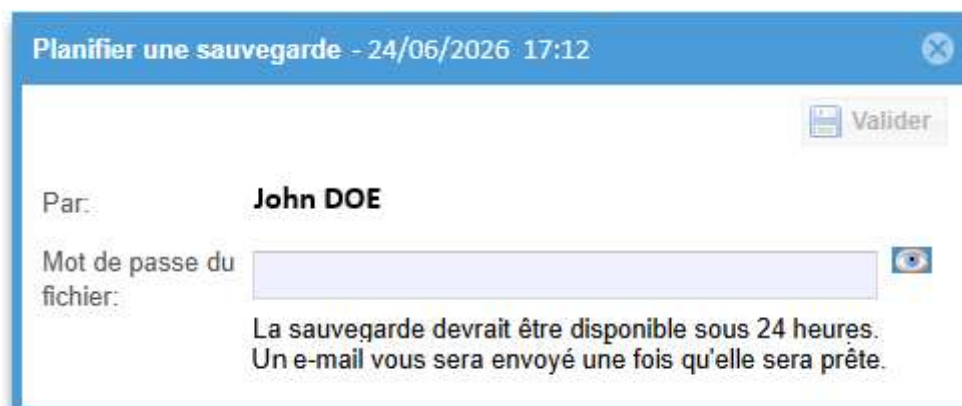 Planifier une sauvegarde - 24/06/2026 17:12
Valider
Par: John DOE
Mot de passe du
fichier:
La sauvegarde devrait être disponible sous 24 heures.
Un e-mail vous sera envoyé une fois qu'elle sera prête.